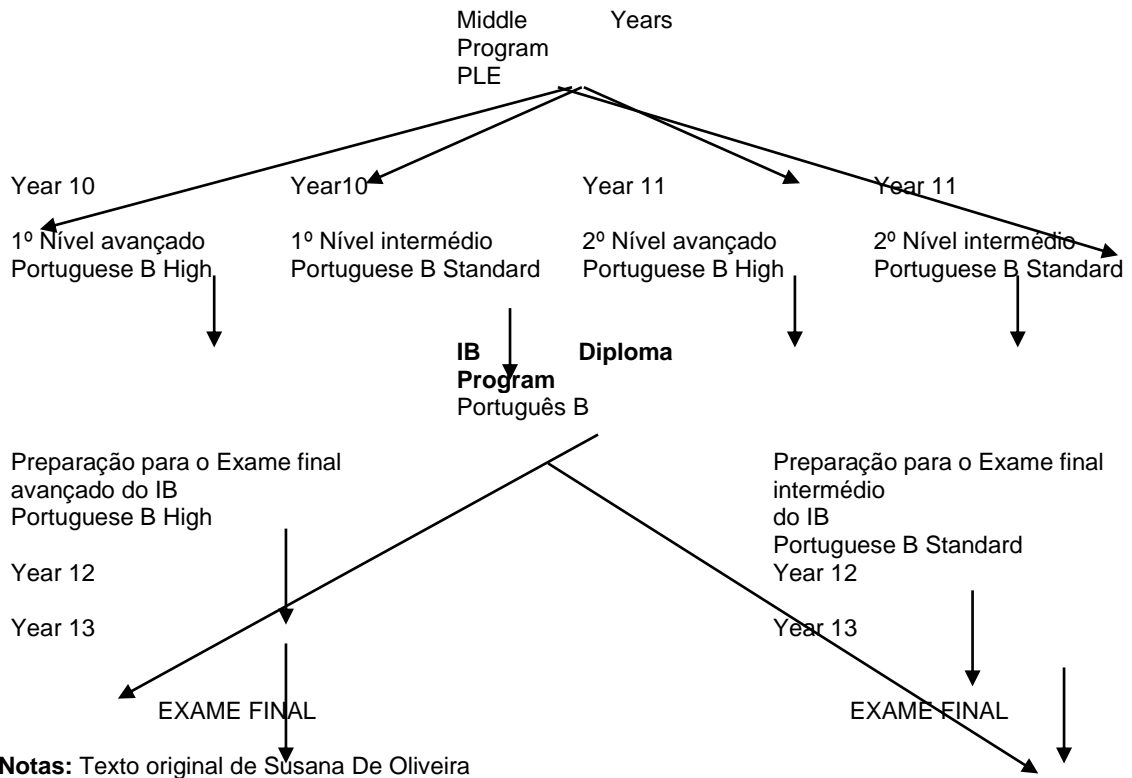 Middle Years
Program
PLE
Year 10
1º Nível avançado
Portuguese B High
Year10
1º Nível intermédio
Portuguese B Standard
Year 11
2º Nível avançado
Portuguese B High
Year 11
2º Nível intermédio
Portuguese B Standard
IB Diploma
Program
Português B
Preparação para o Exame final
avançado do IB
Portuguese B High
Year 12
Year 13
EXAME FINAL
Preparação para o Exame final
intermédio
do IB
Portuguese B Standard
Year 12
Year 13
EXAME FINAL
Notas: Texto original de Susana De Oliveira